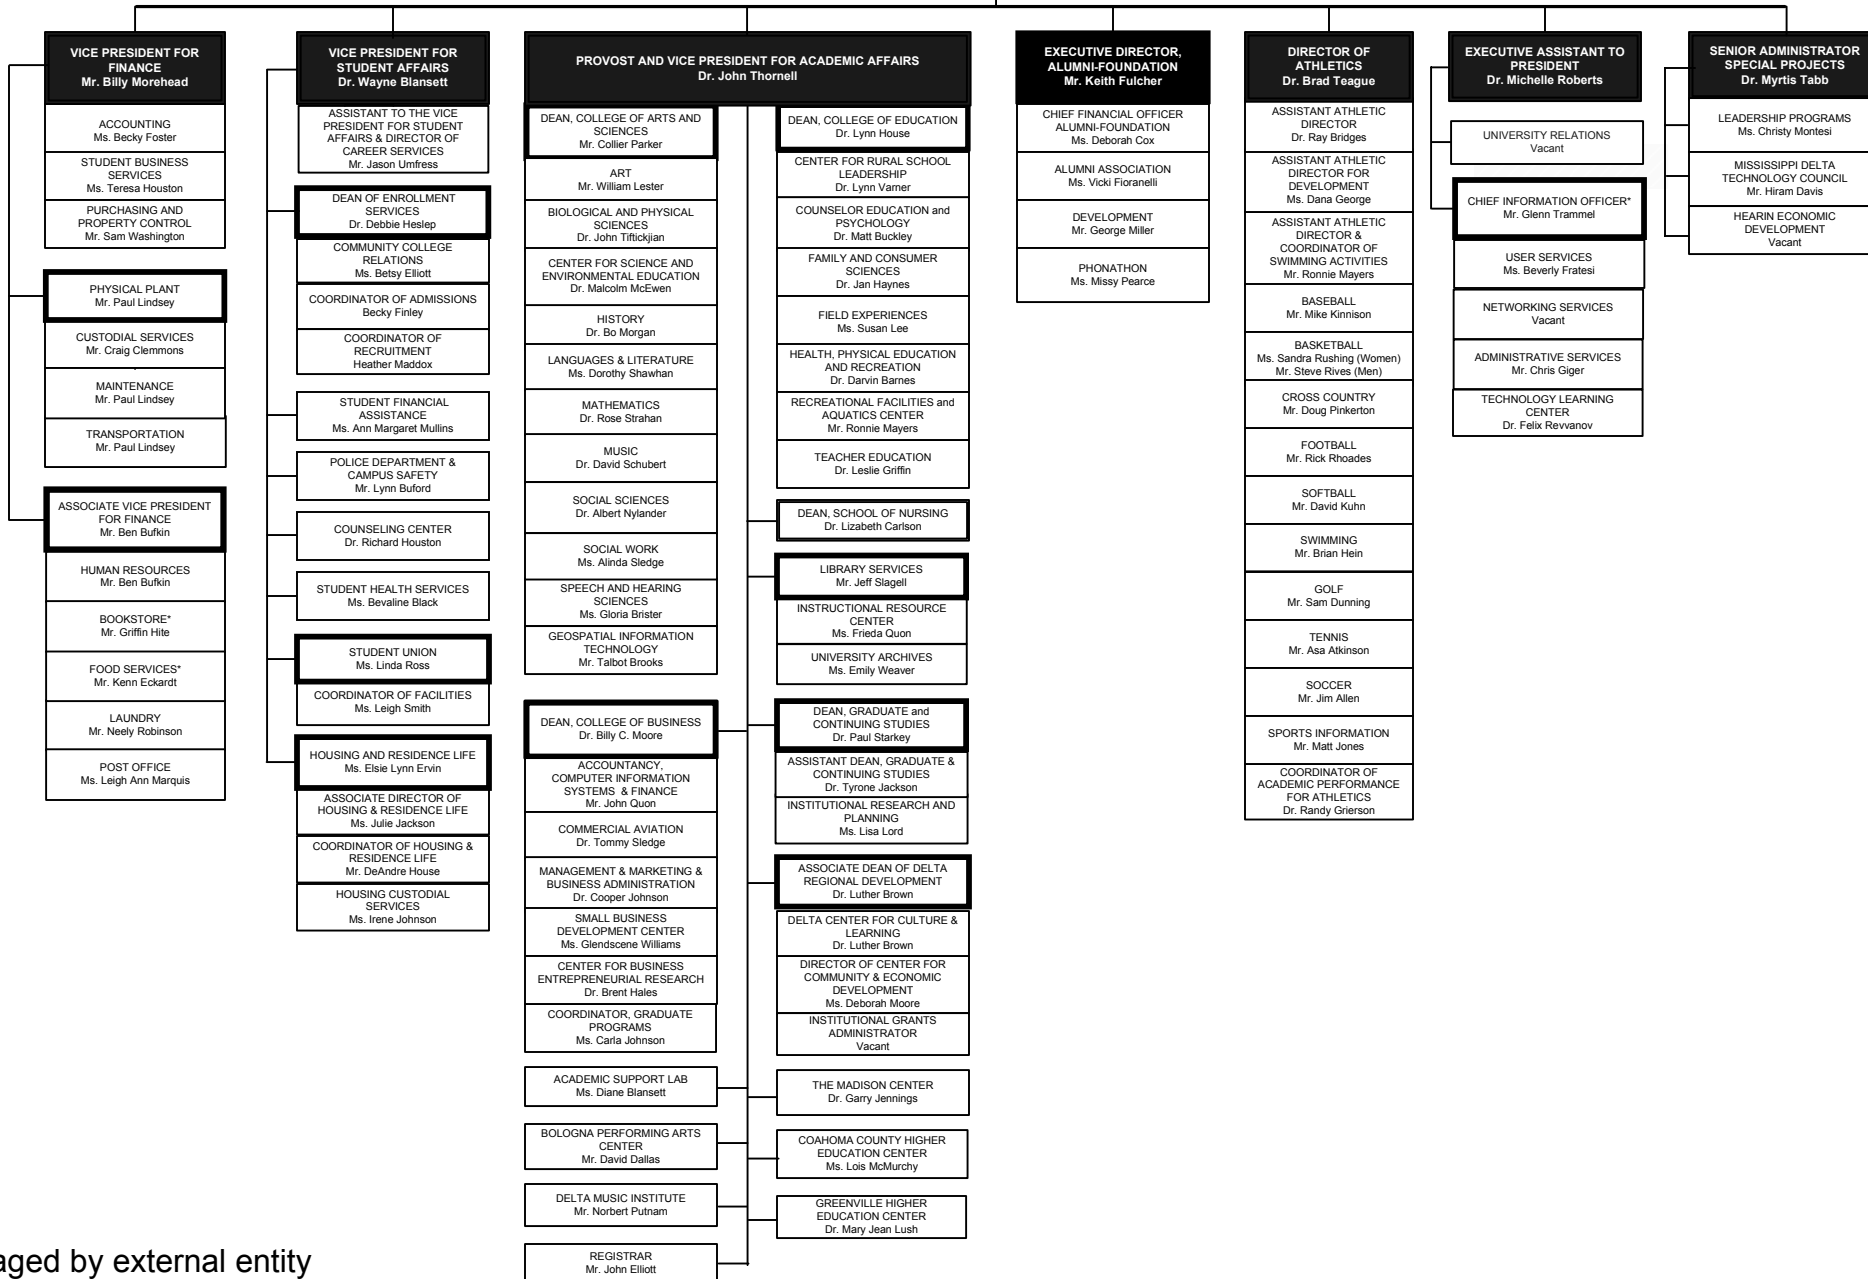 VICE PRESIDENT FOR
FINANCE
Mr. Billy Morehead
ACCOUNTING
Ms. Becky Foster
STUDENT BUSINESS
SERVICES
Ms. Teresa Houston
PURCHASING AND
PROPERTY CONTROL
Mr. Sam Washington
PHYSICAL PLANT
Mr. Paul Lindsey
CUSTODIAL SERVICES
Mr. Craig Clemmons
MAINTENANCE
Mr. Paul Lindsey
TRANSPORTATION
Mr. Paul Lindsey
ASSOCIATE VICE PRESIDENT
FOR FINANCE
Mr. Ben Bufkin
HUMAN RESOURCES
Mr. Ben Bufkin
BOOKSTORE*
Mr. Griffin Hite
FOOD SERVICES*
Mr. Kenn Eckardt
LAUNDRY
Mr. Neely Robinson
POST OFFICE
Ms. Leigh Ann Marquis
VICE PRESIDENT FOR
STUDENT AFFAIRS
Dr. Wayne Blansett
ASSISTANT TO THE VICE
PRESIDENT FOR STUDENT
AFFAIRS & DIRECTOR OF
CAREER SERVICES
Mr. Jason Umfress
DEAN OF ENROLLMENT
SERVICES
Dr. Debbie Heslep
COMMUNITY COLLEGE
RELATIONS
Ms. Betsy Elliott
COORDINATOR OF ADMISSIONS
Becky Finley
COORDINATOR OF
RECRUITMENT
Heather Maddox
STUDENT FINANCIAL
ASSISTANCE
Ms. Ann Margaret Mullins
POLICE DEPARTMENT &
CAMPUS SAFETY
Mr. Lynn Buford
COUNSELING CENTER
Dr. Richard Houston
STUDENT HEALTH SERVICES
Ms. Bevaline Black
STUDENT UNION
Ms. Linda Ross
COORDINATOR OF FACILITIES
Ms. Leigh Smith
HOUSING AND RESIDENCE LIFE
Ms. Elsie Lynn Ervin
ASSOCIATE DIRECTOR OF
HOUSING & RESIDENCE LIFE
Ms. Julie Jackson
COORDINATOR OF HOUSING &
RESIDENCE LIFE
Mr. DeAndre House
HOUSING CUSTODIAL
SERVICES
Ms. Irene Johnson
PROVOST AND VICE PRESIDENT FOR ACADEMIC AFFAIRS
Dr. John Thornell
DEAN, COLLEGE OF ARTS AND
SCIENCES
Mr. Collier Parker
ART
Mr. William Lester
BIOLOGICAL AND PHYSICAL
SCIENCES
Dr. John Tiftickjian
CENTER FOR SCIENCE AND
ENVIRONMENTAL EDUCATION
Dr. Malcolm McEwen
HISTORY
Dr. Bo Morgan
LANGUAGES & LITERATURE
Ms. Dorothy Shawhan
MATHEMATICS
Dr. Rose Strahan
MUSIC
Dr. David Schubert
SOCIAL SCIENCES
Dr. Albert Nylander
SOCIAL WORK
Ms. Alinda Sledge
SPEECH AND HEARING
SCIENCES
Ms. Gloria Brister
GEOSPATIAL INFORMATION
TECHNOLOGY
Mr. Talbot Brooks
DEAN, COLLEGE OF BUSINESS
Dr. Billy C. Moore
ACCOUNTANCY,
COMPUTER INFORMATION
SYSTEMS & FINANCE
Mr. John Quon
COMMERCIAL AVIATION
Dr. Tommy Sledge
MANAGEMENT & MARKETING &
BUSINESS ADMINISTRATION
Dr. Cooper Johnson
SMALL BUSINESS
DEVELOPMENT CENTER
Ms. Glendscene Williams
CENTER FOR BUSINESS
ENTREPRENEURIAL RESEARCH
Dr. Brent Hales
COORDINATOR, GRADUATE
PROGRAMS
Ms. Carla Johnson
ACADEMIC SUPPORT LAB
Ms. Diane Blansett
BOLOGNA PERFORMING ARTS
CENTER
Mr. David Dallas
DELTA MUSIC INSTITUTE
Mr. Norbert Putnam
REGISTRAR
Mr. John Elliott
DEAN, COLLEGE OF EDUCATION
Dr. Lynn House
CENTER FOR RURAL SCHOOL
LEADERSHIP
Dr. Lynn Varner
COUNSELOR EDUCATION and
PSYCHOLOGY
Dr. Matt Buckley
FAMILY AND CONSUMER
SCIENCES
Dr. Jan Haynes
FIELD EXPERIENCES
Ms. Susan Lee
HEALTH, PHYSICAL EDUCATION
AND RECREATION
Dr. Darvin Barnes
RECREATIONAL FACILITIES and
AQUATICS CENTER
Mr. Ronnie Mayers
TEACHER EDUCATION
Dr. Leslie Griffin
DEAN, SCHOOL OF NURSING
Dr. Lizabeth Carlson
LIBRARY SERVICES
Mr. Jeff Slagell
INSTRUCTIONAL RESOURCE
CENTER
Ms. Frieda Quon
UNIVERSITY ARCHIVES
Ms. Emily Weaver
DEAN, GRADUATE and
CONTINUING STUDIES
Dr. Paul Starkey
ASSISTANT DEAN, GRADUATE &
CONTINUING STUDIES
Dr. Tyrone Jackson
INSTITUTIONAL RESEARCH AND
PLANNING
Ms. Lisa Lord
ASSOCIATE DEAN OF DELTA
REGIONAL DEVELOPMENT
Dr. Luther Brown
DELTA CENTER FOR CULTURE &
LEARNING
Dr. Luther Brown
DIRECTOR OF CENTER FOR
COMMUNITY & ECONOMIC
DEVELOPMENT
Ms. Deborah Moore
INSTITUTIONAL GRANTS
ADMINISTRATOR
Vacant
THE MADISON CENTER
Dr. Garry Jennings
COAHOMA COUNTY HIGHER
EDUCATION CENTER
Ms. Lois McMurchy
GREENVILLE HIGHER
EDUCATION CENTER
Dr. Mary Jean Lush
EXECUTIVE DIRECTOR,
ALUMNI-FOUNDATION
Mr. Keith Fulcher
CHIEF FINANCIAL OFFICER
ALUMNI-FOUNDATION
Ms. Deborah Cox
ALUMNI ASSOCIATION
Ms. Vicki Fioranelli
DEVELOPMENT
Mr. George Miller
PHONATHON
Ms. Missy Pearce
DIRECTOR OF
ATHLETICS
Dr. Brad Teague
ASSISTANT ATHLETIC
DIRECTOR
Dr. Ray Bridges
ASSISTANT ATHLETIC
DIRECTOR FOR
DEVELOPMENT
Ms. Dana George
ASSISTANT ATHLETIC
DIRECTOR &
COORDINATOR OF
SWIMMING ACTIVITIES
Mr. Ronnie Mayers
BASEBALL
Mr. Mike Kinnison
BASKETBALL
Ms. Sandra Rushing (Women)
Mr. Steve Rives (Men)
CROSS COUNTRY
Mr. Doug Pinkerton
FOOTBALL
Mr. Rick Rhoades
SOFTBALL
Mr. David Kuhn
SWIMMING
Mr. Brian Hein
GOLF
Mr. Sam Dunning
TENNIS
Mr. Asa Atkinson
SOCCER
Mr. Jim Allen
SPORTS INFORMATION
Mr. Matt Jones
COORDINATOR OF
ACADEMIC PERFORMANCE
FOR ATHLETICS
Dr. Randy Grierson
EXECUTIVE ASSISTANT TO
PRESIDENT
Dr. Michelle Roberts
UNIVERSITY RELATIONS
Vacant
CHIEF INFORMATION OFFICER*
Mr. Glenn Trammel
USER SERVICES
Ms. Beverly Fratesi
NETWORKING SERVICES
Vacant
ADMINISTRATIVE SERVICES
Mr. Chris Giger
TECHNOLOGY LEARNING
CENTER
Dr. Felix Revvanov
SENIOR ADMINISTRATOR
SPECIAL PROJECTS
Dr. Myrtis Tabb
LEADERSHIP PROGRAMS
Ms. Christy Montesi
MISSISSIPPI DELTA
TECHNOLOGY COUNCIL
Mr. Hiram Davis
HEARIN ECONOMIC
DEVELOPMENT
Vacant
aged by external entity